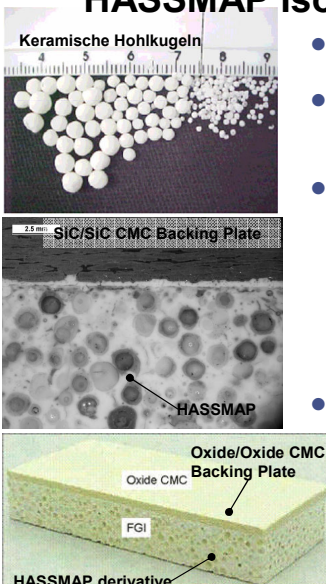 HASSMAP Iso
Keramische Hohlkugeln
4 5 6 7 8 9
2.5 mm
SiC/SiC CMC Backing Plate
HASSMAP
Oxide/Oxide CMC
Backing Plate
Oxide CMC
FGI
HASSMAP derivative